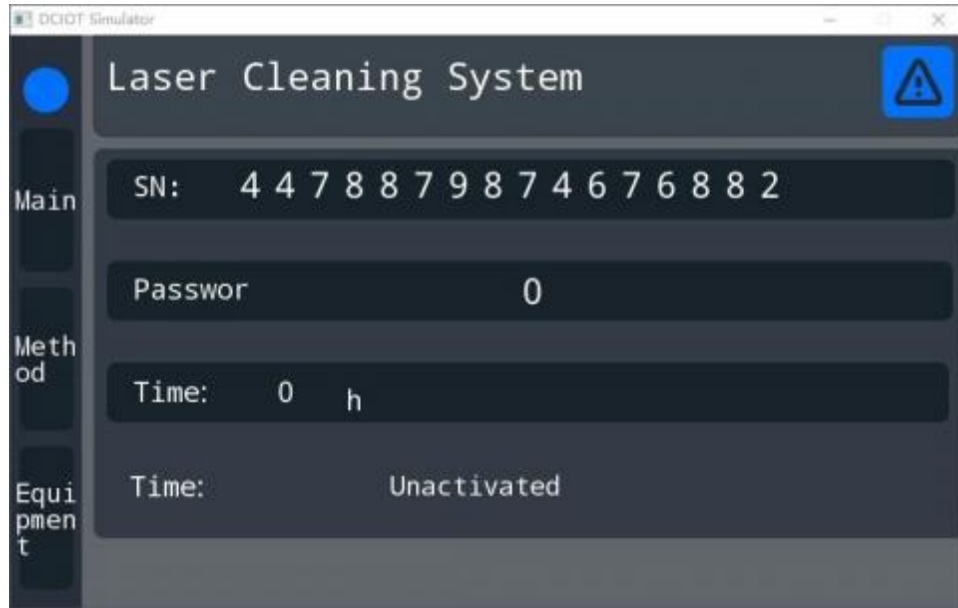 DCIOT Simulator
Laser Cleaning System
Main
SN: 4 4 7 8 8 7 9 8 7 4 6 7 6 8 8 2
Passwor 0
Meth
od
Time: 0 h
Equi
pmen
t
Time: Unactivated